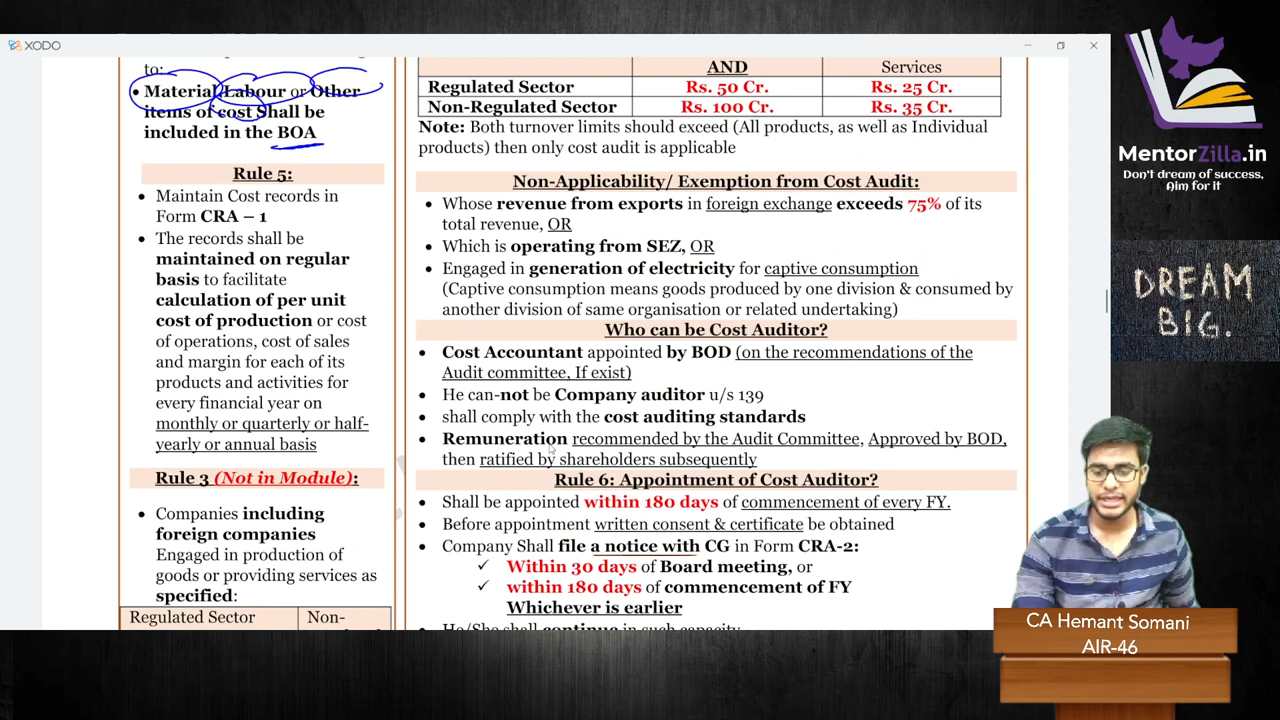 XODO
to:
• Material Labour or Other
items of cost Shall be
included in the BOA
Rule 5:
• Maintain Cost records in
Form CRA – 1
• The records shall be
maintained on regular
basis to facilitate
calculation of per unit
cost of production or cost
of operations, cost of sales
and margin for each of its
products and activities for
every financial year on
monthly or quarterly or half-
yearly or annual basis
Rule 3 (Not in Module):
• Companies including
foreign companies
Engaged in production of
goods or providing services as
specified:
Regulated Sector Non-
AND Services
Regulated Sector Rs. 50 Cr. Rs. 25 Cr.
Non-Regulated Sector Rs. 100 Cr. Rs. 35 Cr.
Note: Both turnover limits should exceed (All products, as well as Individual
products) then only cost audit is applicable
Non-Applicability/ Exemption from Cost Audit:
• Whose revenue from exports in foreign exchange exceeds 75% of its
total revenue, OR
• Which is operating from SEZ, OR
• Engaged in generation of electricity for captive consumption
(Captive consumption means goods produced by one division & consumed by
another division of same organisation or related undertaking)
Who can be Cost Auditor?
• Cost Accountant appointed by BOD (on the recommendations of the
Audit committee, If exist)
• He can-not be Company auditor u/s 139
• shall comply with the cost auditing standards
• Remuneration recommended by the Audit Committee, Approved by BOD,
then ratified by shareholders subsequently
Rule 6: Appointment of Cost Auditor?
• Shall be appointed within 180 days of commencement of every FY.
• Before appointment written consent & certificate be obtained
• Company Shall file a notice with CG in Form CRA-2:
✓ Within 30 days of Board meeting, or
✓ within 180 days of commencement of FY
Whichever is earlier
• He/She shall continue in such capacity
MentorZilla.in
Don't dream of success,
Aim for it
DREAM
BIG.
CA Hemant Somani
AIR-46